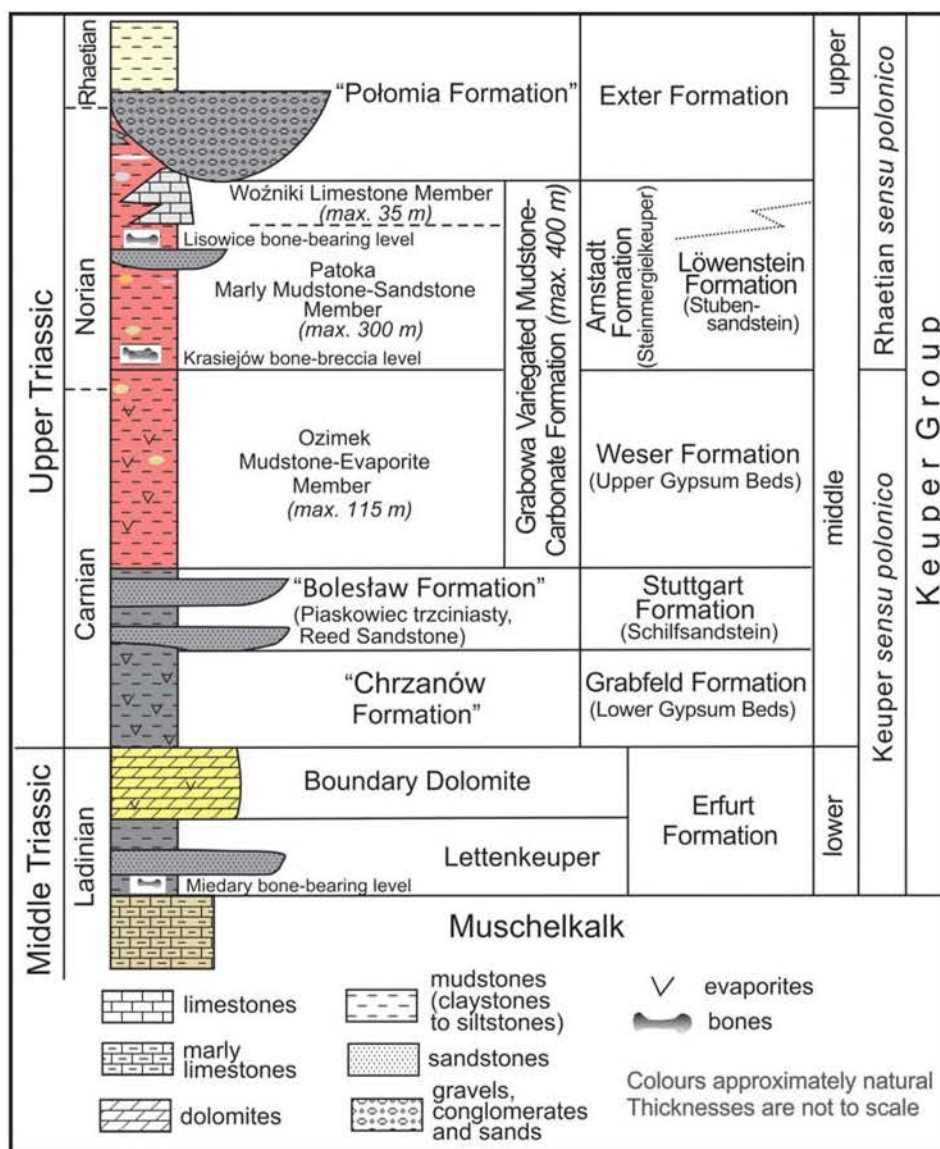 Upper Triassic
Middle Triassic
Rhaetian
Norian
Carnian
Ladinian
"Połomia Formation"
Woźniki Limestone Member
(max. 35 m)
Lisowice bone-bearing level
Patoka
Marly Mudstone-Sandstone
Member
(max. 300 m)
Krasiejów bone-breccia level
Ozimek
Mudstone-Evaporite
Member
(max. 115 m)
Grabowa Variegated Mudstone-
Carbonate Formation (max. 400 m)
"Bolesław Formation"
(Piaskowiec trzciniasty,
Reed Sandstone)
"Chrzanów
Formation"
Boundary Dolomite
Lettenkeuper
Miedary bone-bearing level
Muschelkalk
Exter Formation
Arnstadt
Formation
(Steinmergielkeuper)
Löwenstein
Formation
(Stuben-
sandstein)
Weser Formation
(Upper Gypsum Beds)
Stuttgart
Formation
(Schilfsandstein)
Grabfeld Formation
(Lower Gypsum Beds)
Erfurt
Formation
upper
middle
lower
Rhaetian sensu polonico
Keuper sensu polonico
Keuper Group
limestones
marly
limestones
dolomites
mudstones
(claystones
to siltstones)
sandstones
gravels,
conglomerates
and sands
evaporites
bones
Colours approximately natural
Thicknesses are not to scale